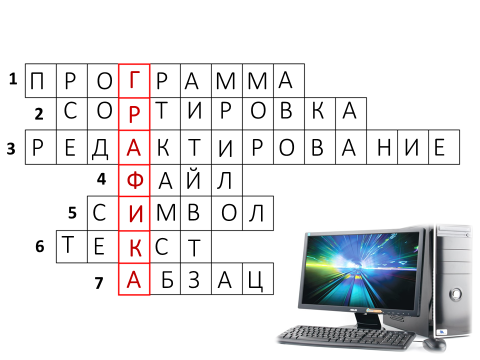 1 ПРОГРАММА
2 СОРТИРОВКА
3 РЕДАКТИРОВАНИЕ
4 ФАЙЛ
5 СИМВОЛ
6 ТЕКСТ
7 АБЗАЦ